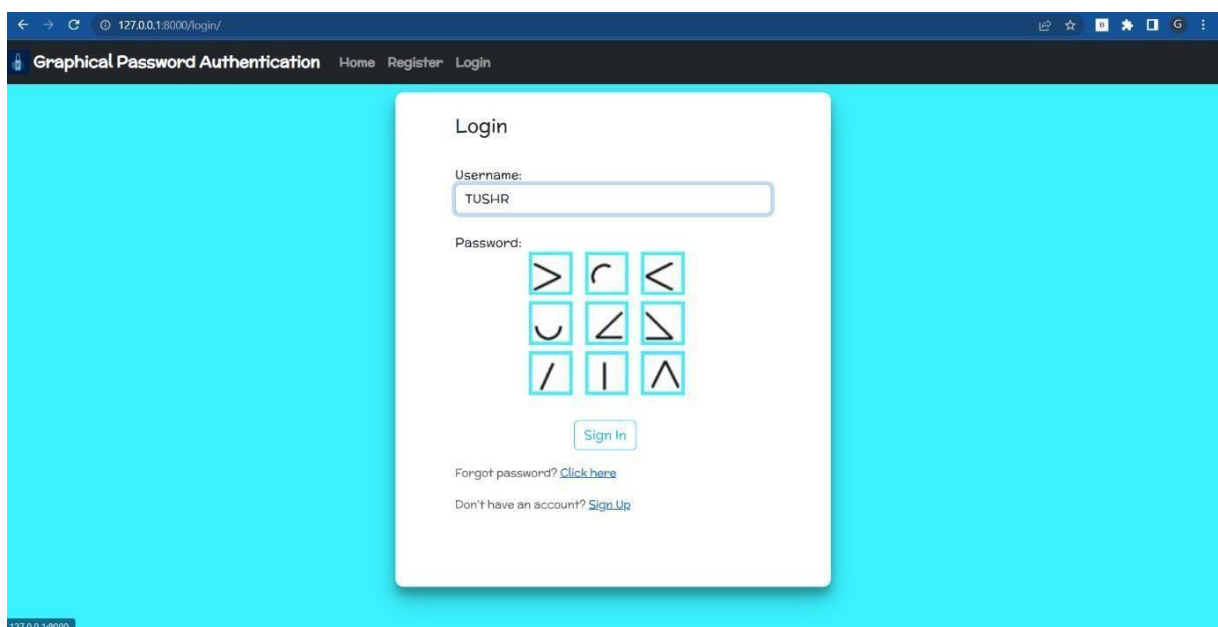 127.0.0.1:8000/login/
G
Graphical Password Authentication Home Register Login
Login
Username:
TUSHR
Password:
Sign In
Forgot password? Click here
Don't have an account? Sign Up
127.0.0.1:8000